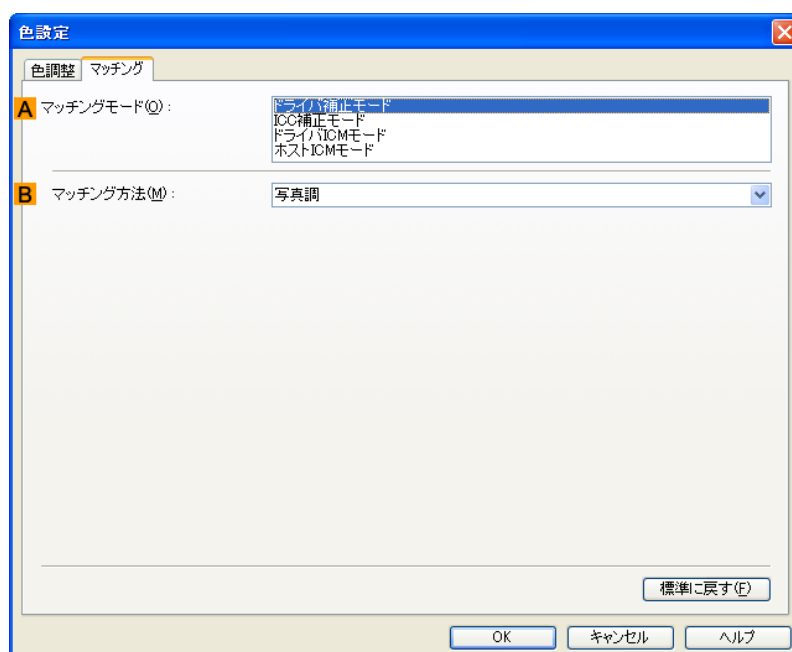 色設定
色調整 マッチング
A マッチングモード(O) :
ドライバ補正モード
ICC補正モード
ドライバICMモード
ホストICMモード
B マッチング方法(M) : 写真調
標準に戻す(F)
OK キャンセル ヘルプ